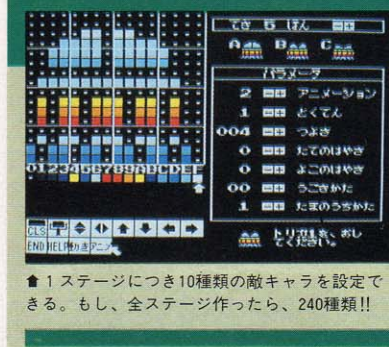 てき 5 ほん
A B C
パラメータ
2 アニメーション
1 とくてん
004 つよさ
0 たてのはやさ
0 よこのはやさ
00 うごきかた
1 たまのうちかた
0123456789ABCDEF
CLS
END HELP 動き アニメ
トリガ1を、おし
てください。
⬆1ステージにつき10種類の敵キャラを設定で
きる。もし、全ステージ作ったら、240種類!!